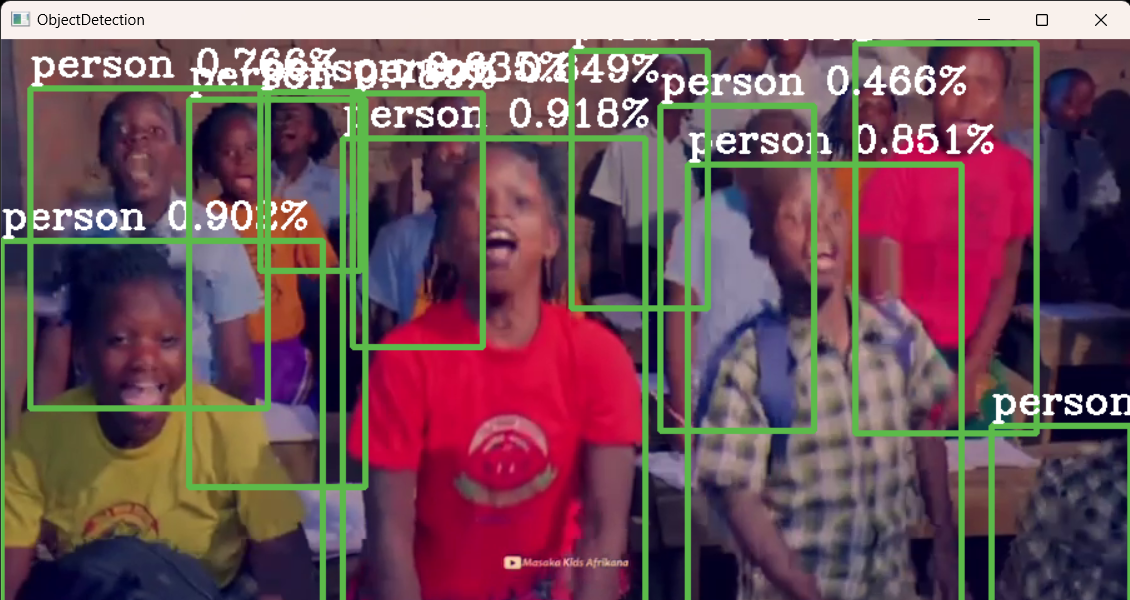 ObjectDetection
person 0.766%
person
person 0.918%
person 0.466%
person 0.851%
person 0.902%
person
Masaka Kids Afrikana